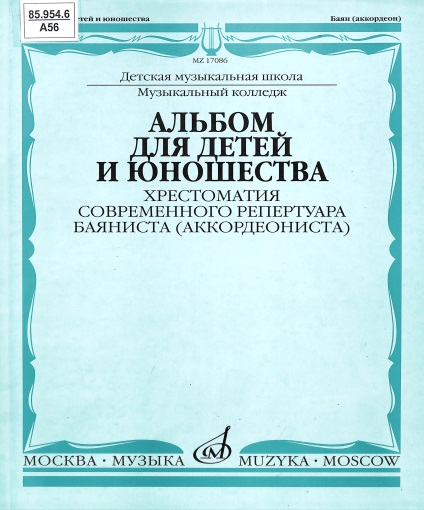 85.954.6
А56
етей и юношества
Баян (аккордеон)
MZ 17086
Детская музыкальная школа
Музыкальный колледж
АЛЬБОМ
ДЛЯ ДЕТЕЙ
И ЮНОШЕСТВА
ХРЕСТОМАТИЯ
СОВРЕМЕННОГО РЕПЕРТУАРА
БАЯНИСТА (АККОРДЕОНИСТА)
МОСКВА · МУЗЫКА
MUZYKA · MOSCOW